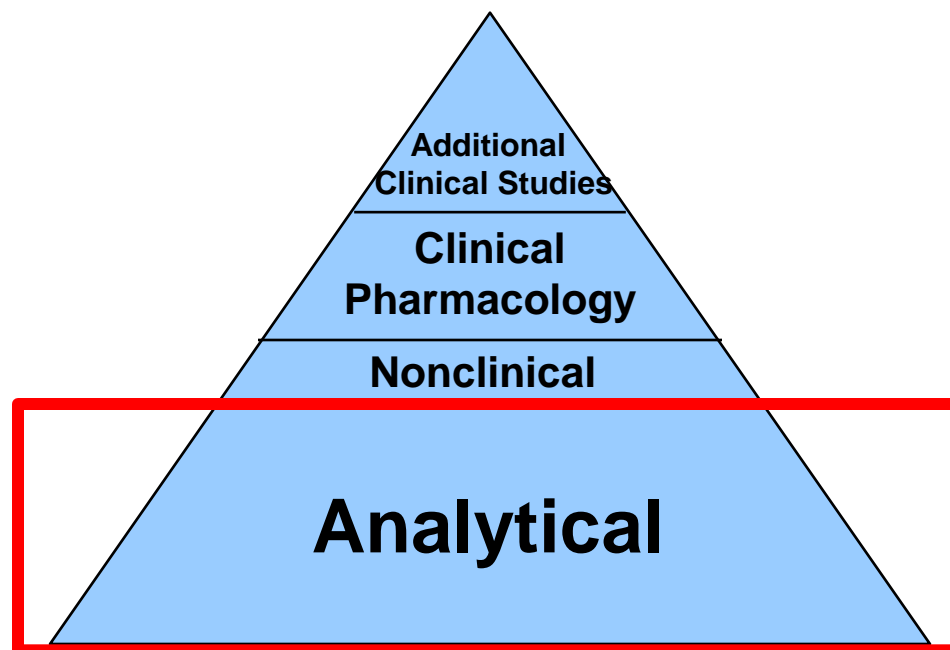 Additional
Clinical Studies
Clinical
Pharmacology
Nonclinical
Analytical